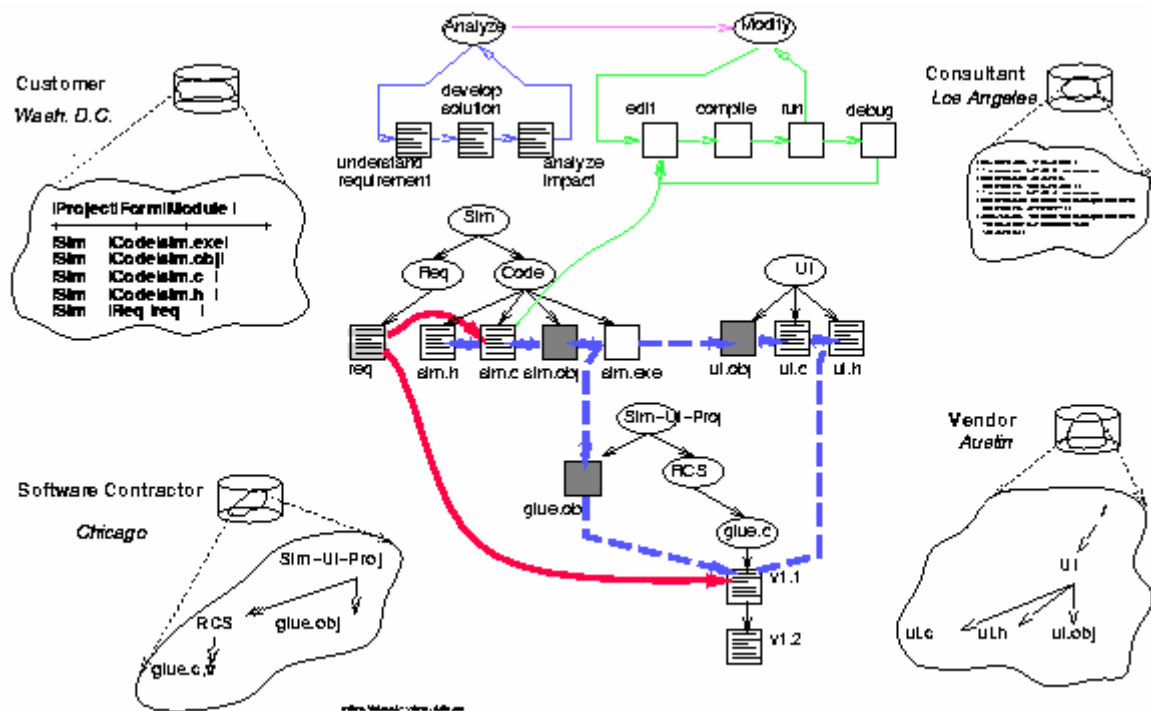 Analyze
Modify
Customer
Wash. D.C.
develop
solution
edit
compile
run
debug
Consultant
Los Angeles
understand
requirement
analyze
impact
|Project|Form|Module |
|Sim |Code|sim.exe|
|Sim |Code|sim.obj|
|Sim |Code|sim.c |
|Sim |Code|sim.h |
|Sim |Req |req |
Sim
Req
Code
UI
req
sim.h
sim.c
sim.obj
sim.exe
ui.obj
ui.c
ui.h
Sim-UI-Proj
RCS
glue.obj
glue.c
v1.1
v1.2
Software Contractor
Chicago
Sim-UI-Proj
RCS
glue.obj
glue.c,v
Vendor
Austin
/
UI
ui.c
ui.h
ui.obj